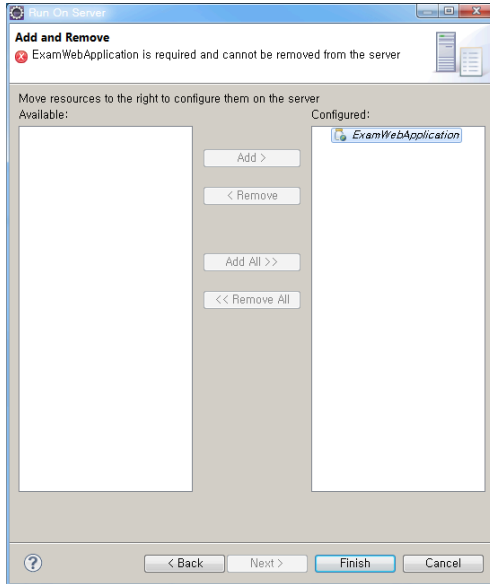 Run On Server
Add and Remove
ExamWebApplication is required and cannot be removed from the server
Move resources to the right to configure them on the server
Available:
Configured:
ExamWebApplication
Add >
< Remove
Add All >>
<< Remove All
?
< Back
Next >
Finish
Cancel